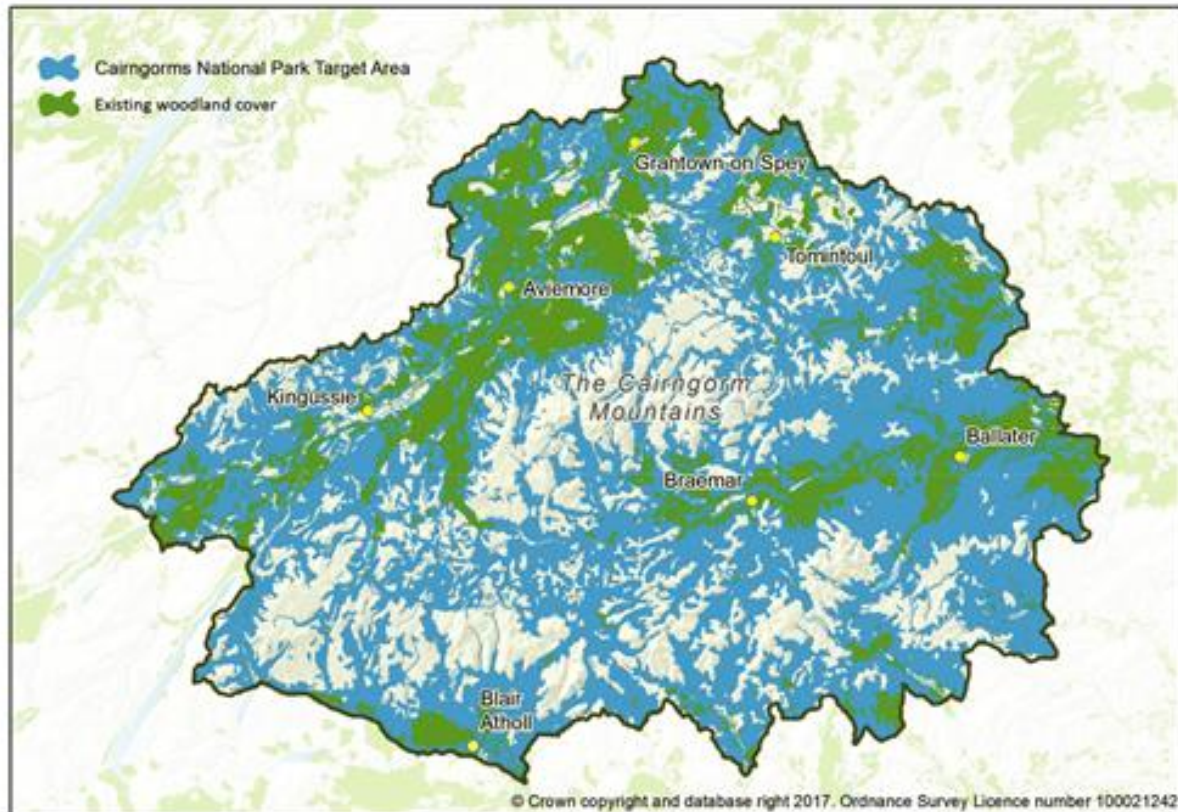 Cairngorms National Park Target Area
Existing woodland cover
Grantown on Spey
Tomintoul
Aviemore
The Cairngorm
Mountains
Kingussie
Ballater
Braemar
Blair
Atholl
© Crown copyright and database right 2017. Ordnance Survey Licence number 100021242